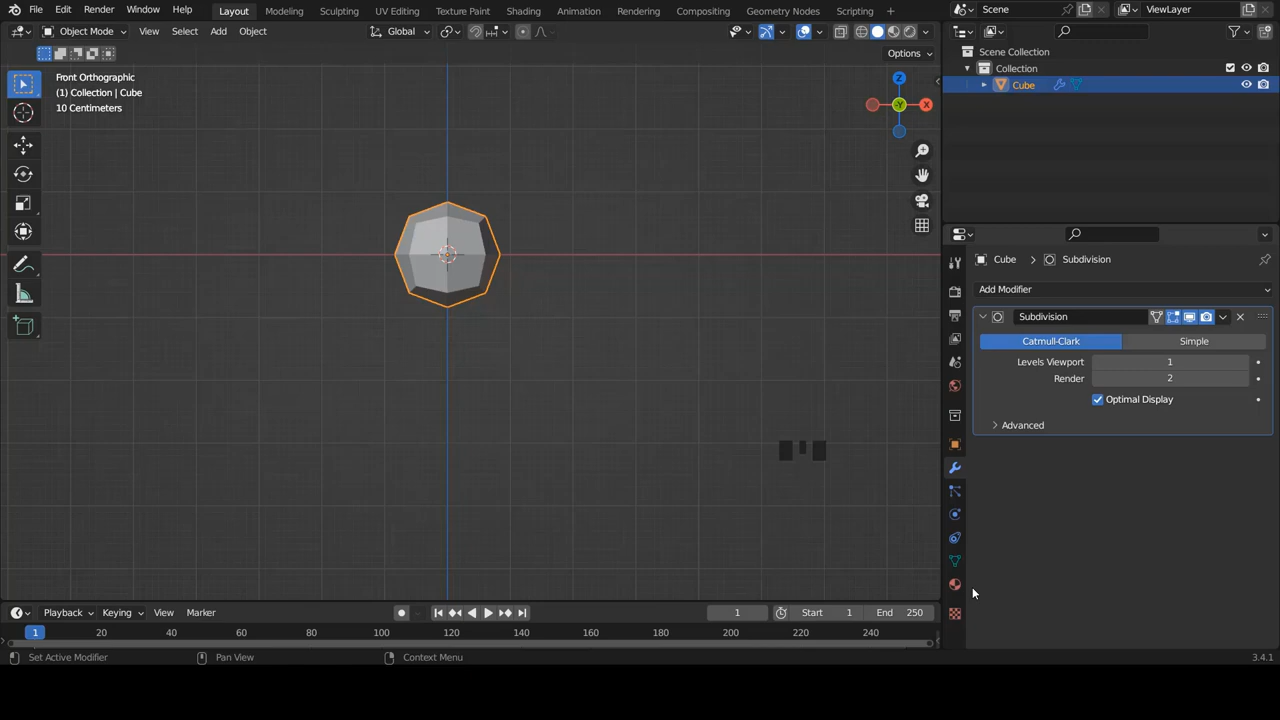 File Edit Render Window Help Layout Modeling Sculpting UV Editing Texture Paint Shading Animation Rendering Compositing Geometry Nodes Scripting Scene ViewLayer
Object Mode View Select Add Object Global
Options
Front Orthographic
(1) Collection | Cube
10 Centimeters
Z
X
-Y
Scene Collection
Collection
Cube
Cube > Subdivision
Add Modifier
Subdivision
Catmull-Clark Simple
Levels Viewport 1
Render 2
Optimal Display
Advanced
Playback Keying View Marker 1 Start 1 End 250
1 20 40 60 80 100 120 140 160 180 200 220 240
Set Active Modifier Pan View Context Menu 3.4.1